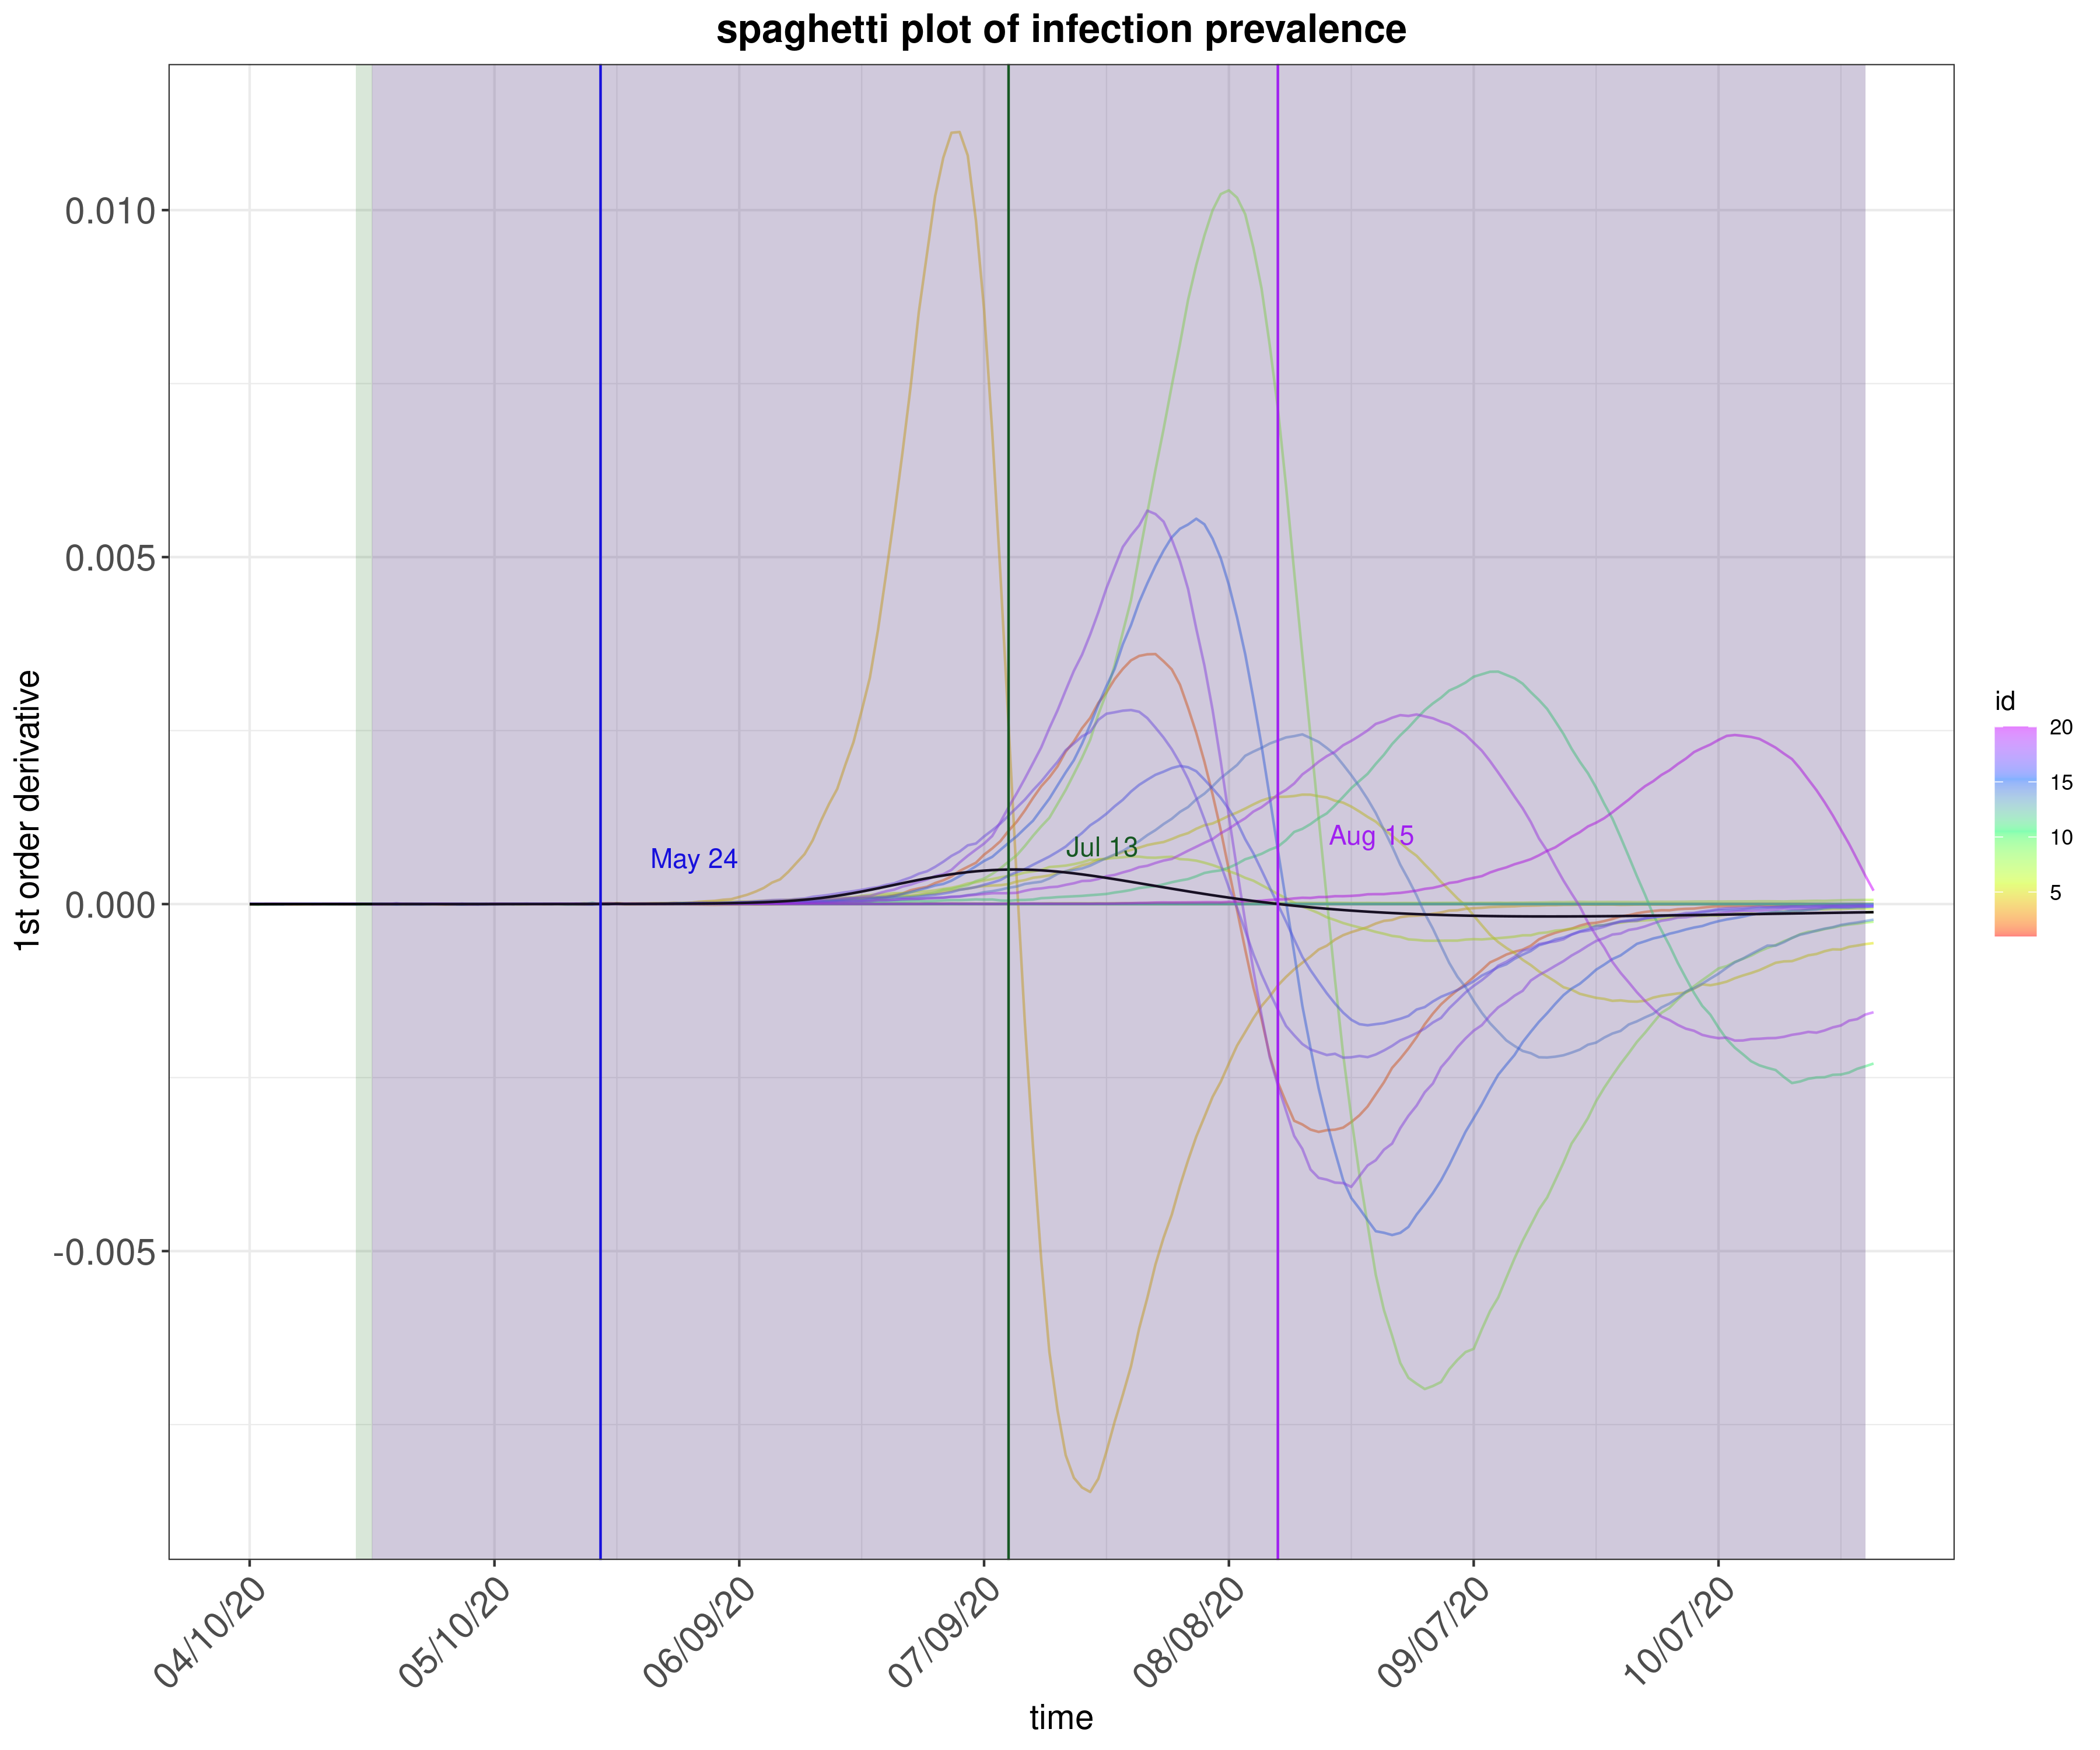 spaghetti plot of infection prevalence
1st order derivative
0.010
0.005
0.000
-0.005
May 24
Jul 13
Aug 15
04/10/20
05/10/20
06/09/20
07/09/20
08/08/20
09/07/20
10/07/20
time
id
20
15
10
5